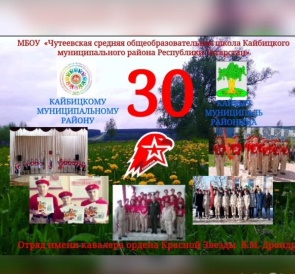 МБОУ «Чутеевская средняя общеобразовательная школа Кайбицкого
муниципального района Республики Татарстан»
30
КАЙБИЦКОМУ
МУНИЦИПАЛЬНОМУ
РАЙОНУ
МУНИЦИПАЛЬ
Отряд имени кавалера ордена Красной Звезды В.М.